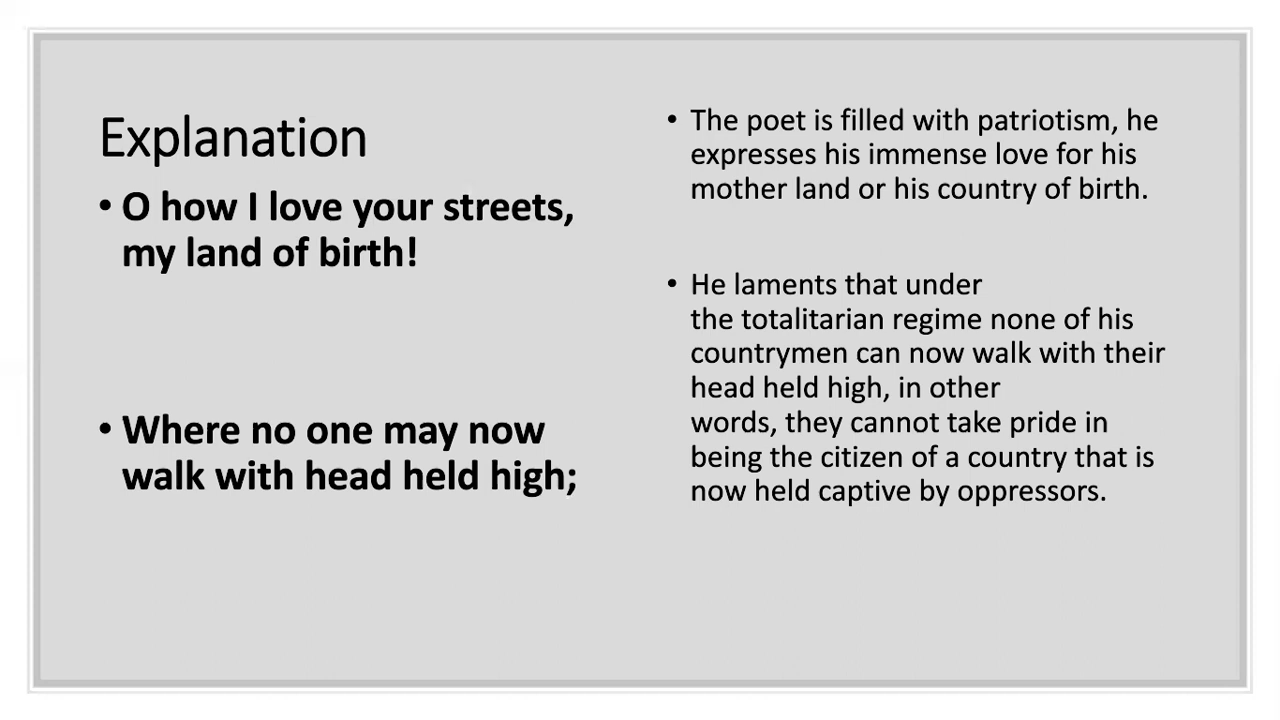 Explanation
• O how I love your streets,
my land of birth!
• Where no one may now
walk with head held high;
• The poet is filled with patriotism, he
expresses his immense love for his
mother land or his country of birth.
• He laments that under
the totalitarian regime none of his
countrymen can now walk with their
head held high, in other
words, they cannot take pride in
being the citizen of a country that is
now held captive by oppressors.